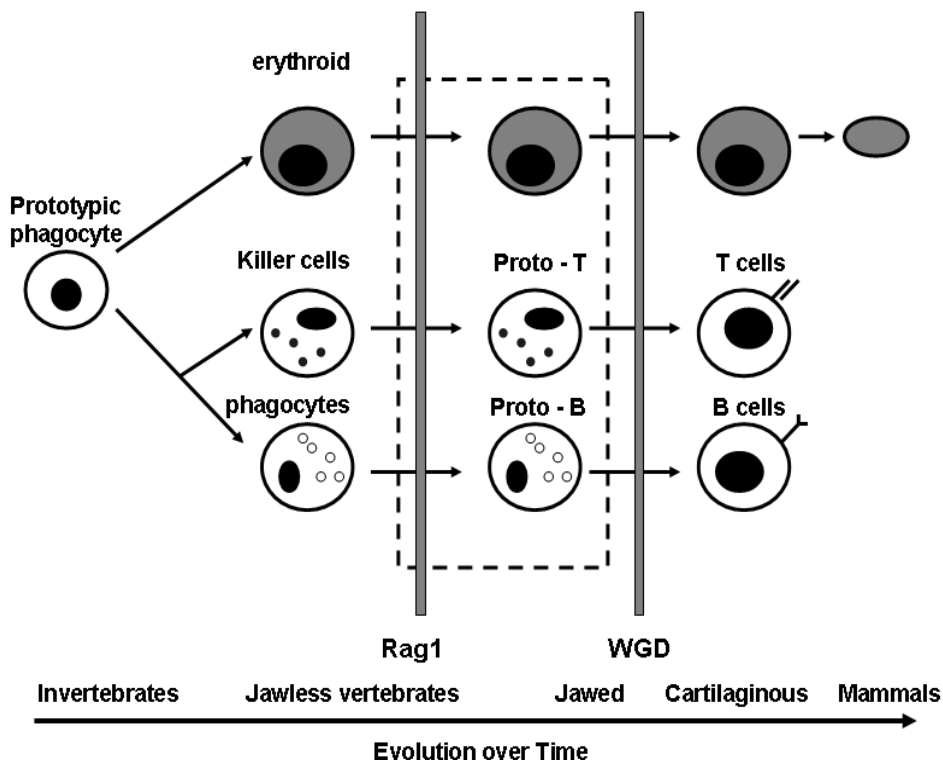 erythroid
Prototypic
phagocyte
Killer cells
Proto - T
T cells
phagocytes
Proto - B
B cells
Rag1
WGD
Invertebrates
Jawless vertebrates
Jawed
Cartilaginous
Mammals
Evolution over Time